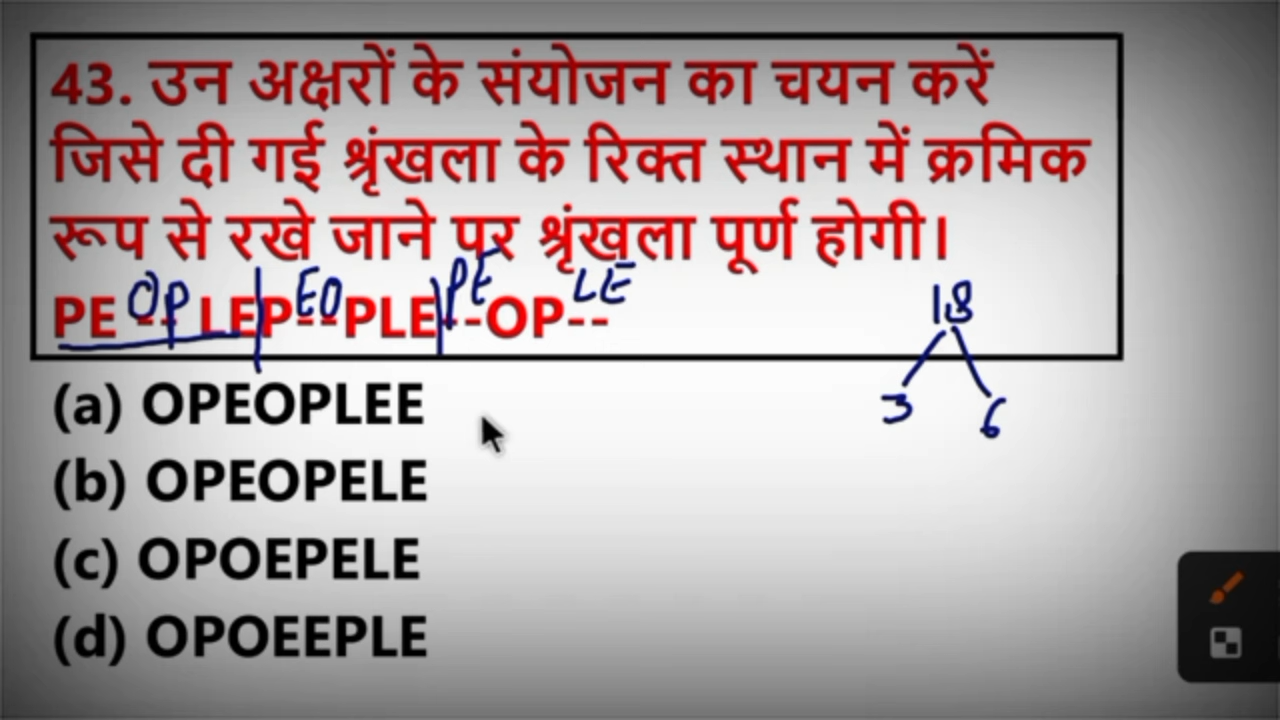 43. उन अक्षरों के संयोजन का चयन करें
जिसे दी गई श्रृंखला के रिक्त स्थान में क्रमिक
रूप से रखे जाने पर श्रृंखला पूर्ण होगी।
OP EO PE LE
PE -- LEP--PLE--OP--
18
3 6
(a) OPEOPLEE
(b) OPEOPELE
(c) OPOEPELE
(d) OPOEEPLE